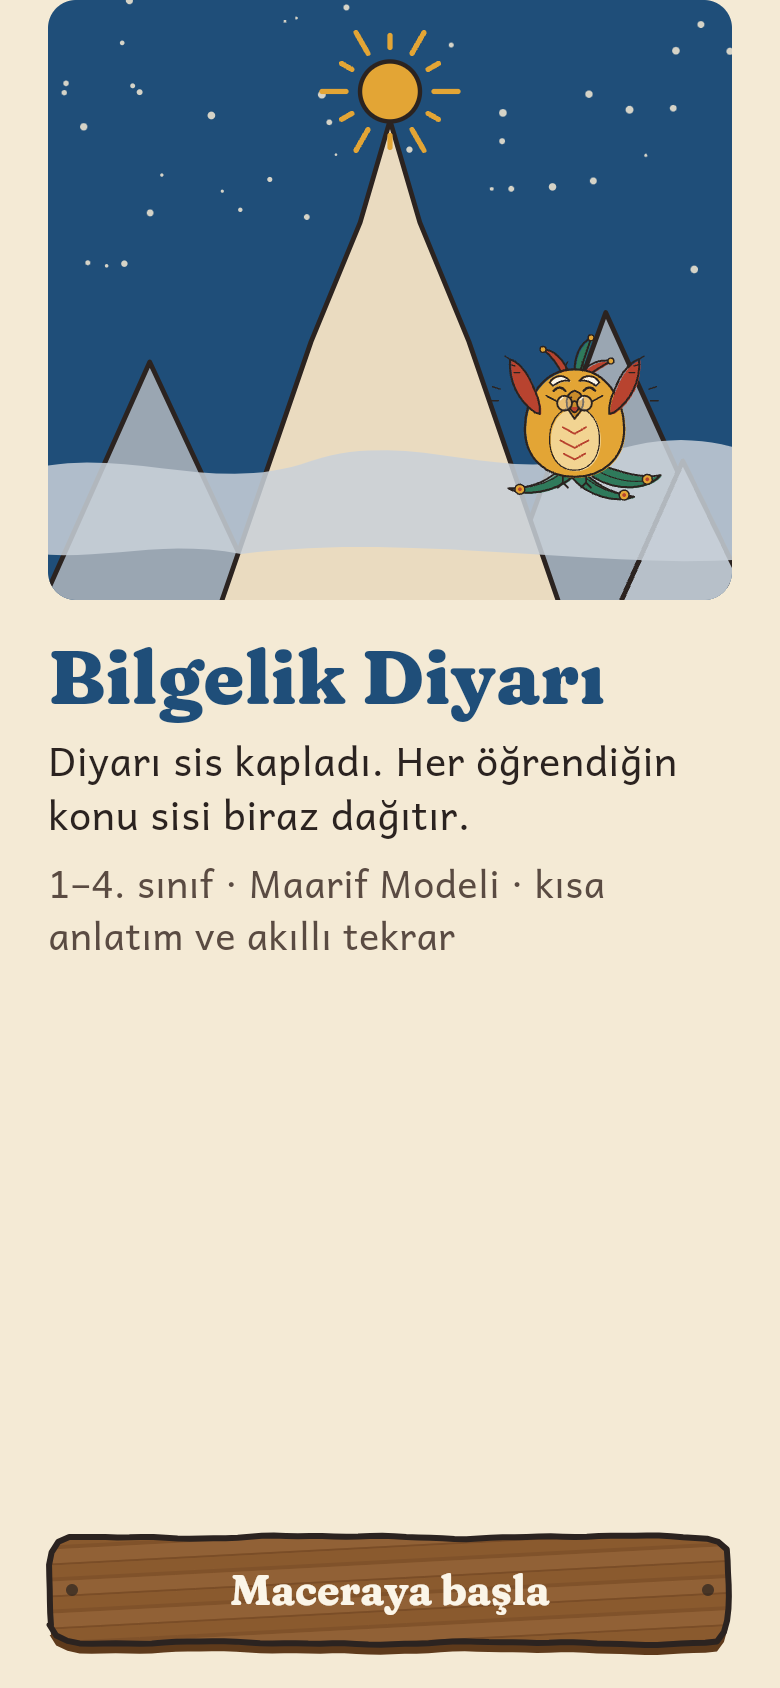 Bilgelik Diyarı
Diyarı sis kapladı. Her öğrendiğin
konu sisi biraz dağıtır.
1–4. sınıf · Maarif Modeli · kısa
anlatım ve akıllı tekrar
Maceraya başla